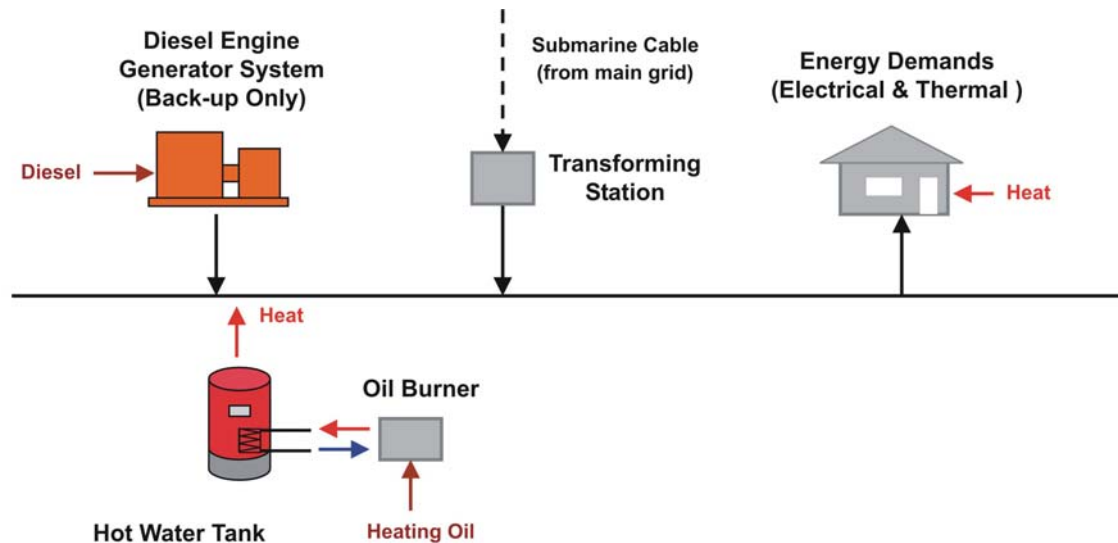 Diesel Engine
Generator System
(Back-up Only)
Submarine Cable
(from main grid)
Energy Demands
(Electrical & Thermal )
Diesel
Transforming
Station
Heat
Heat
Oil Burner
Hot Water Tank
Heating Oil